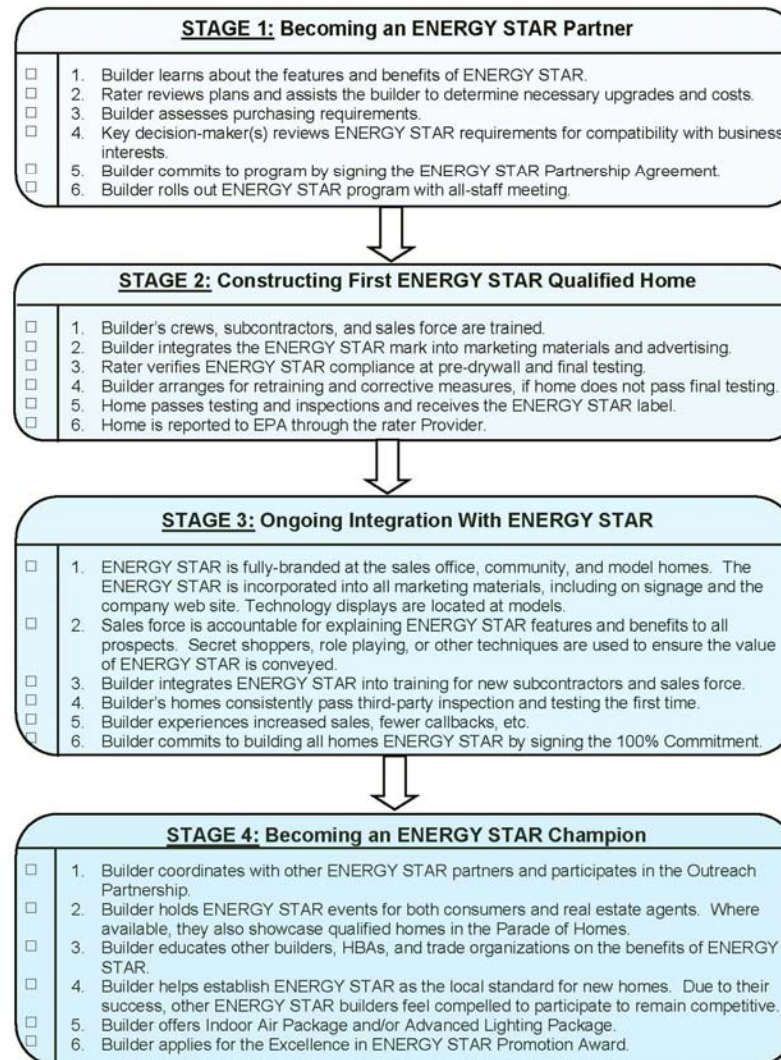 STAGE 1: Becoming an ENERGY STAR Partner
☐ 1. Builder learns about the features and benefits of ENERGY STAR.
☐ 2. Rater reviews plans and assists the builder to determine necessary upgrades and costs.
☐ 3. Builder assesses purchasing requirements.
☐ 4. Key decision-maker(s) reviews ENERGY STAR requirements for compatibility with business
interests.
☐ 5. Builder commits to program by signing the ENERGY STAR Partnership Agreement.
☐ 6. Builder rolls out ENERGY STAR program with all-staff meeting.
STAGE 2: Constructing First ENERGY STAR Qualified Home
☐ 1. Builder's crews, subcontractors, and sales force are trained.
☐ 2. Builder integrates the ENERGY STAR mark into marketing materials and advertising.
☐ 3. Rater verifies ENERGY STAR compliance at pre-drywall and final testing.
☐ 4. Builder arranges for retraining and corrective measures, if home does not pass final testing.
☐ 5. Home passes testing and inspections and receives the ENERGY STAR label.
☐ 6. Home is reported to EPA through the rater Provider.
STAGE 3: Ongoing Integration With ENERGY STAR
☐ 1. ENERGY STAR is fully-branded at the sales office, community, and model homes. The
ENERGY STAR is incorporated into all marketing materials, including on signage and the
company web site. Technology displays are located at models.
☐ 2. Sales force is accountable for explaining ENERGY STAR features and benefits to all
prospects. Secret shoppers, role playing, or other techniques are used to ensure the value
of ENERGY STAR is conveyed.
☐ 3. Builder integrates ENERGY STAR into training for new subcontractors and sales force.
☐ 4. Builder's homes consistently pass third-party inspection and testing the first time.
☐ 5. Builder experiences increased sales, fewer callbacks, etc.
☐ 6. Builder commits to building all homes ENERGY STAR by signing the 100% Commitment.
STAGE 4: Becoming an ENERGY STAR Champion
☐ 1. Builder coordinates with other ENERGY STAR partners and participates in the Outreach
Partnership.
☐ 2. Builder holds ENERGY STAR events for both consumers and real estate agents. Where
available, they also showcase qualified homes in the Parade of Homes.
☐ 3. Builder educates other builders, HBAs, and trade organizations on the benefits of ENERGY
STAR.
☐ 4. Builder helps establish ENERGY STAR as the local standard for new homes. Due to their
success, other ENERGY STAR builders feel compelled to participate to remain competitive.
☐ 5. Builder offers Indoor Air Package and/or Advanced Lighting Package.
☐ 6. Builder applies for the Excellence in ENERGY STAR Promotion Award.